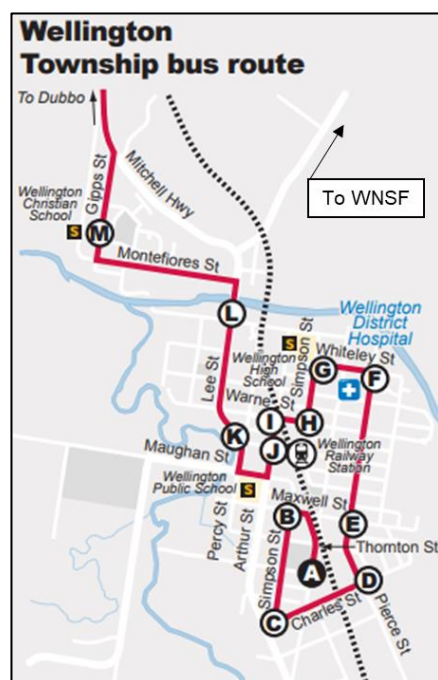 Wellington
Township bus route
To Dubbo
Gipps St
Mitchell Hwy
To WNSF
Wellington
Christian
School
S
M
Montefiores St
L
Wellington
District
Hospital
S
Simpson St
Whiteley St
Wellington
High
School
G
F
Lee St
Warne St
I
H
K
J
Wellington
Railway
Station
Maughan St
Wellington
Public School
S
Maxwell St
B
E
Percy St
Arthur St
Thornton St
A
Simpson St
D
C
Charles St
Pierce St